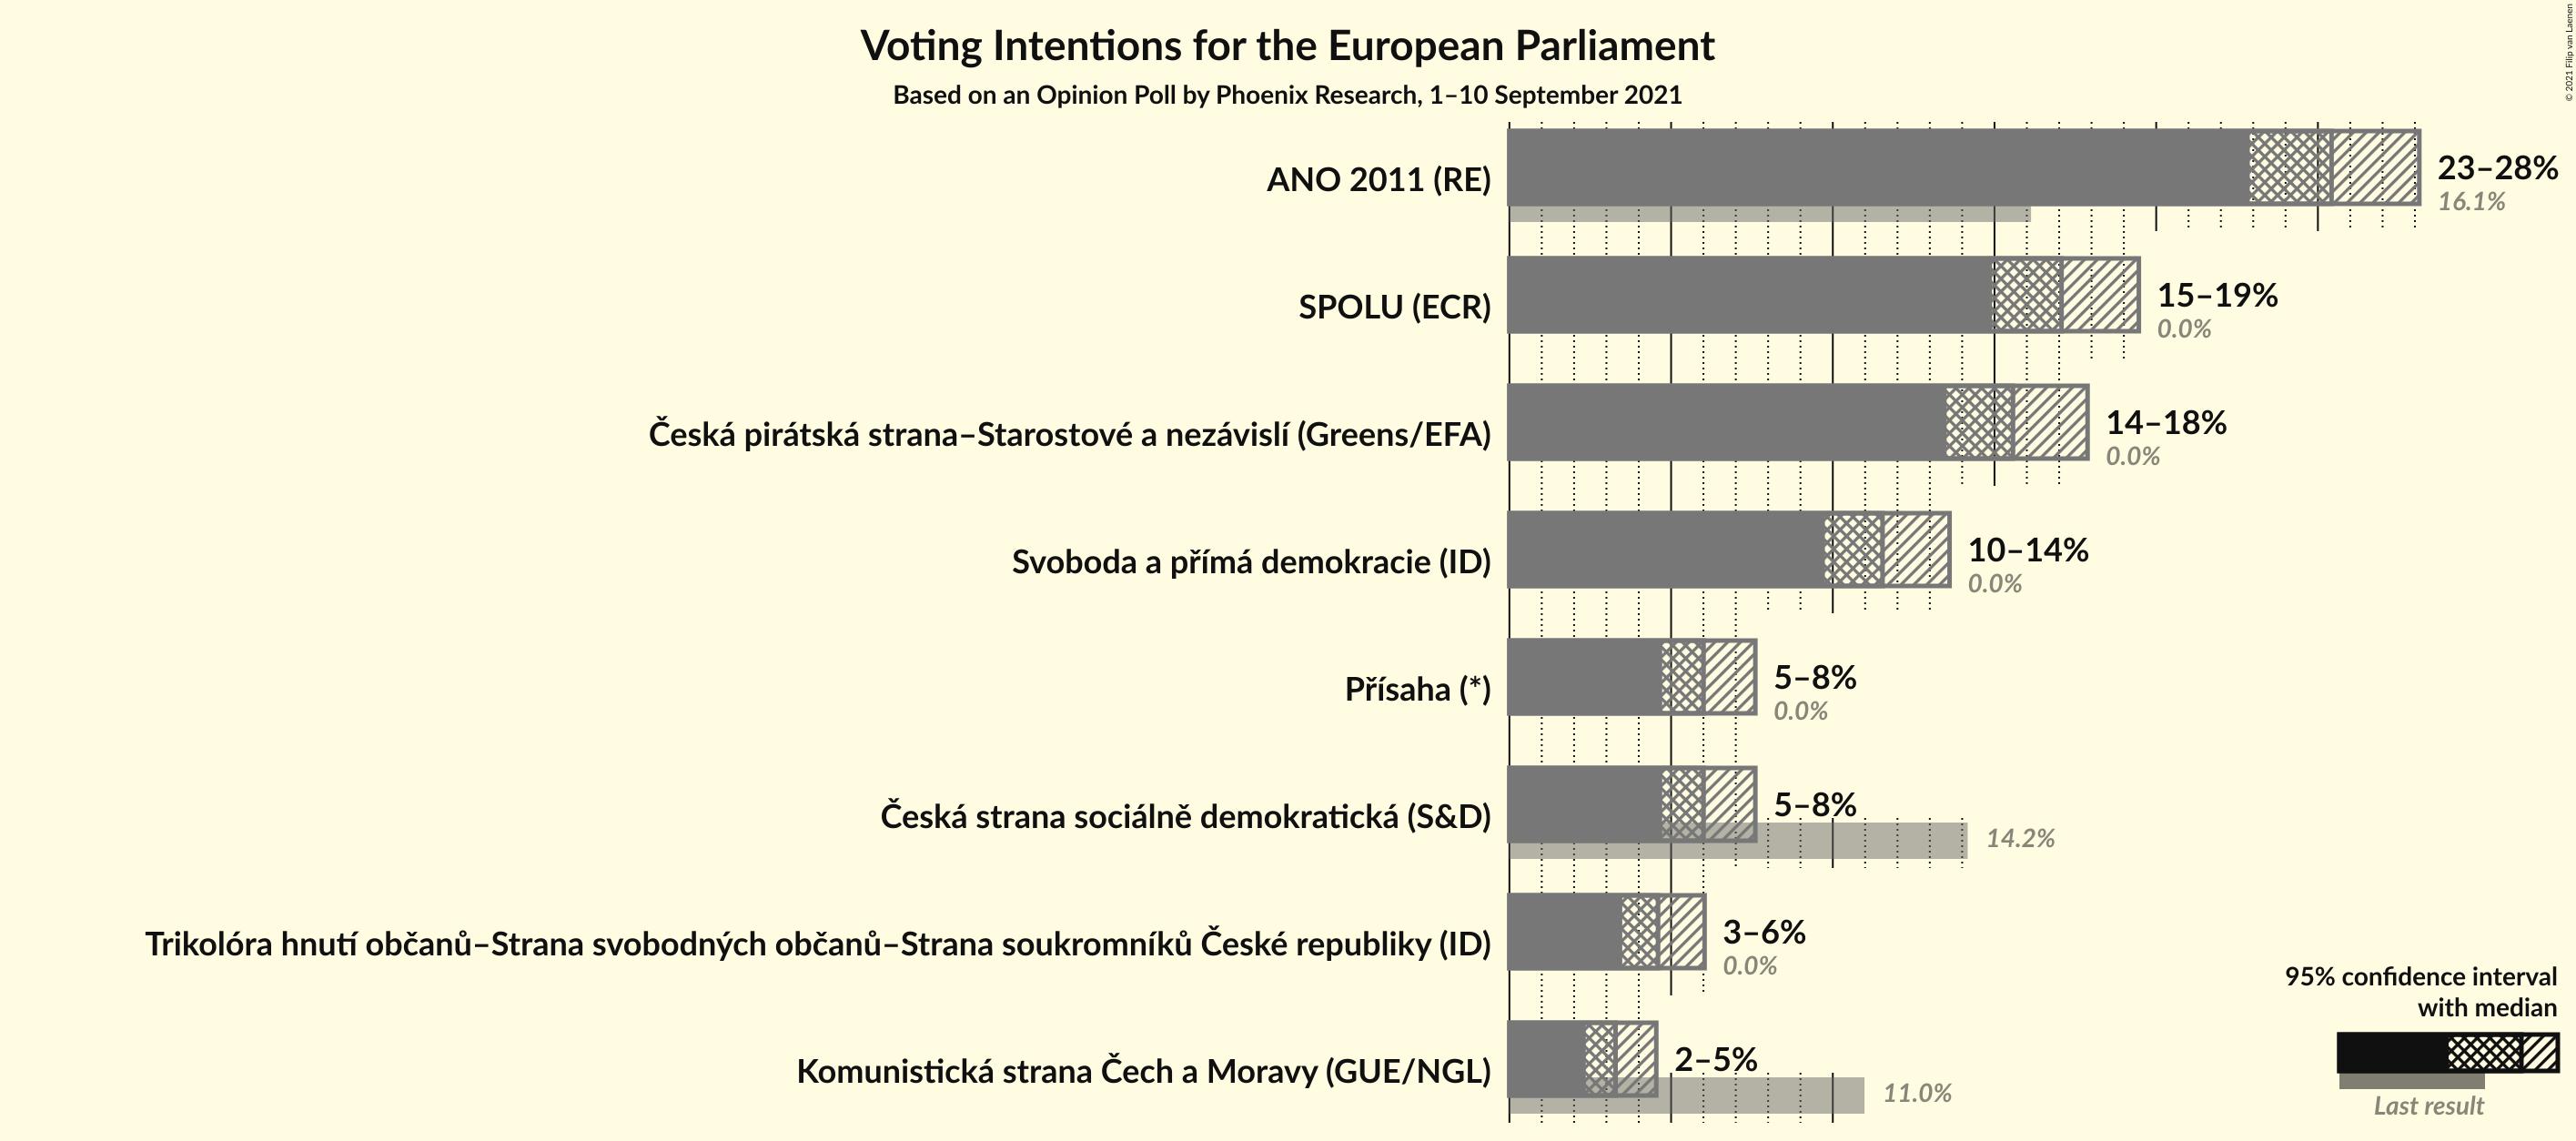 Voting Intentions for the European Parliament
Based on an Opinion Poll by Phoenix Research, 1–10 September 2021
© 2021 Filip van Laenen
ANO 2011 (RE)
23–28%
16.1%
SPOLU (ECR)
15–19%
0.0%
Česká pirátská strana–Starostové a nezávislí (Greens/EFA)
14–18%
0.0%
Svoboda a přímá demokracie (ID)
10–14%
0.0%
Přísaha (*)
5–8%
0.0%
Česká strana sociálně demokratická (S&D)
5–8%
14.2%
Trikolóra hnutí občanů–Strana svobodných občanů–Strana soukromníků České republiky (ID)
3–6%
0.0%
Komunistická strana Čech a Moravy (GUE/NGL)
2–5%
11.0%
95% confidence interval
with median
Last result